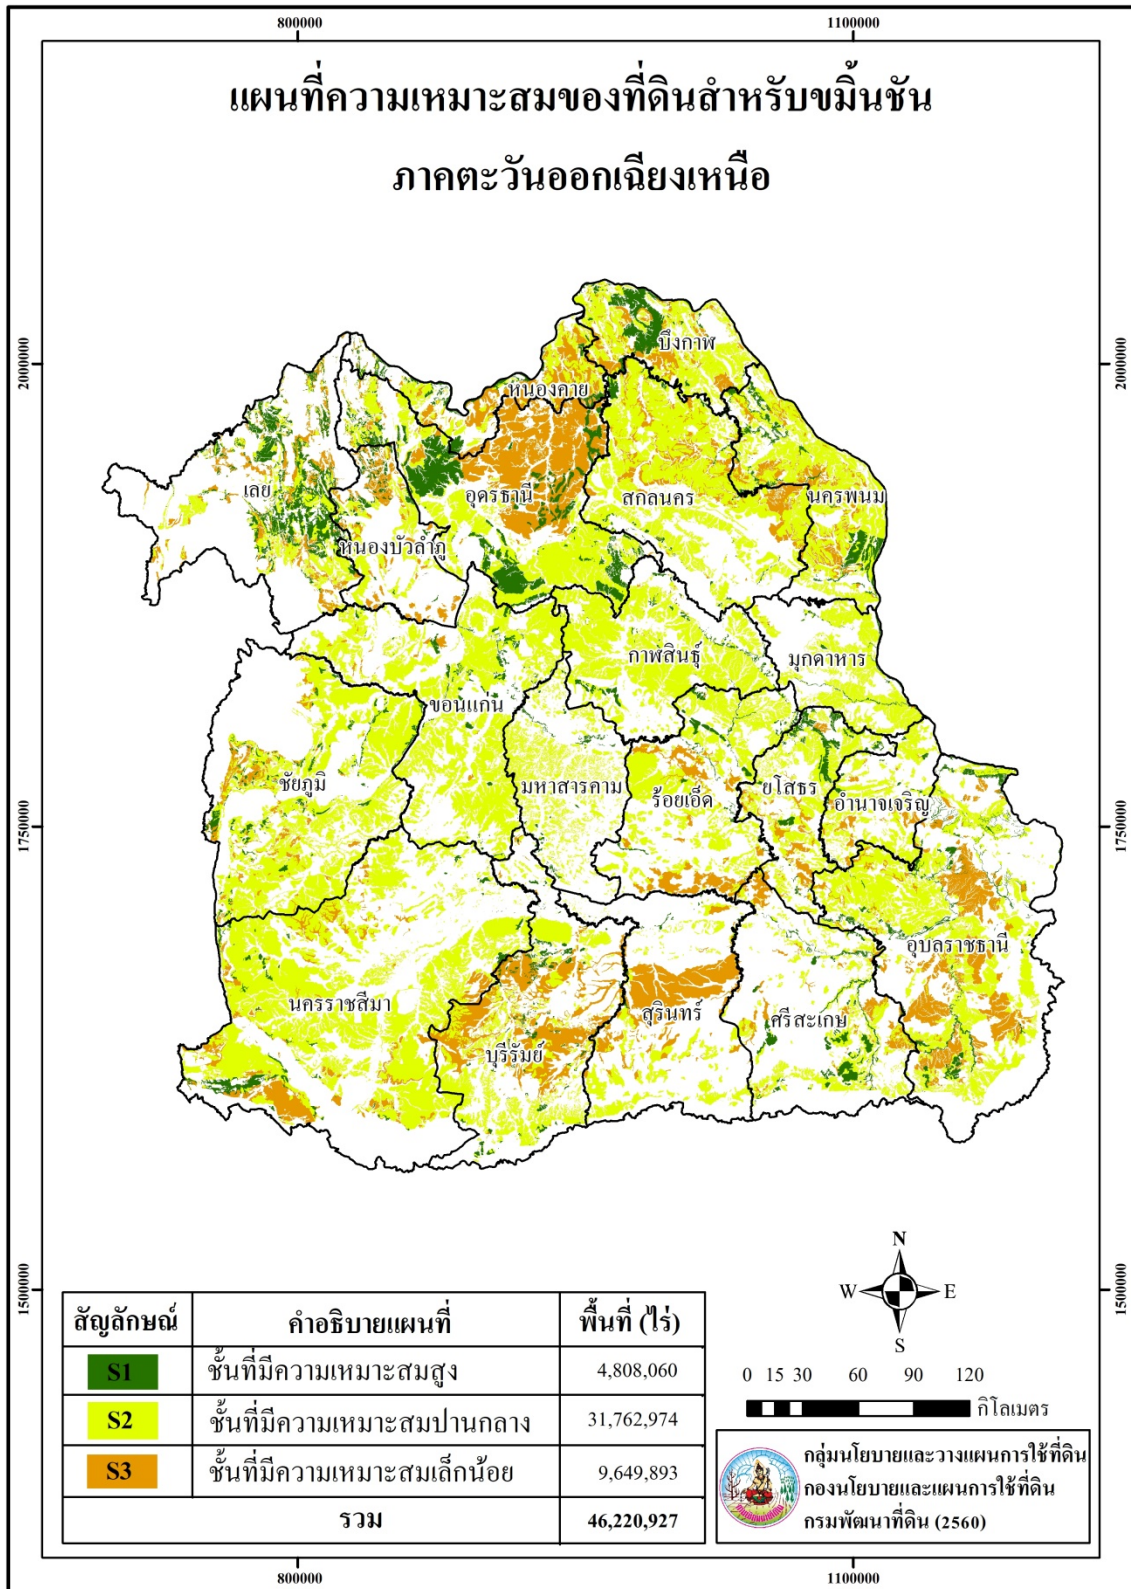 800000
1100000
แผนที่ความเหมาะสมของที่ดินสำหรับขมิ้นชัน
ภาคตะวันออกเฉียงเหนือ
2000000
2000000
บึงกาฬ
หนองคาย
เลย
อุดรธานี
สกลนคร
นครพนม
หนองบัวลำภู
กาฬสินธุ์
มุกดาหาร
ขอนแก่น
ชัยภูมิ
มหาสารคาม
ร้อยเอ็ด
ยโสธร
อำนาจเจริญ
1750000
1750000
อุบลราชธานี
นครราชสีมา
บุรีรัมย์
สุรินทร์
ศรีสะเกษ
1500000
1500000
N
W
E
S
สัญลักษณ์ คำอธิบายแผนที่ พื้นที่ (ไร่)
S1 ชั้นที่มีความเหมาะสมสูง 4,808,060
S2 ชั้นที่มีความเหมาะสมปานกลาง 31,762,974
S3 ชั้นที่มีความเหมาะสมเล็กน้อย 9,649,893
รวม 46,220,927
0 15 30 60 90 120
กิโลเมตร
กลุ่มนโยบายและวางแผนการใช้ที่ดิน
กองนโยบายและแผนการใช้ที่ดิน
กรมพัฒนาที่ดิน (2560)
800000
1100000